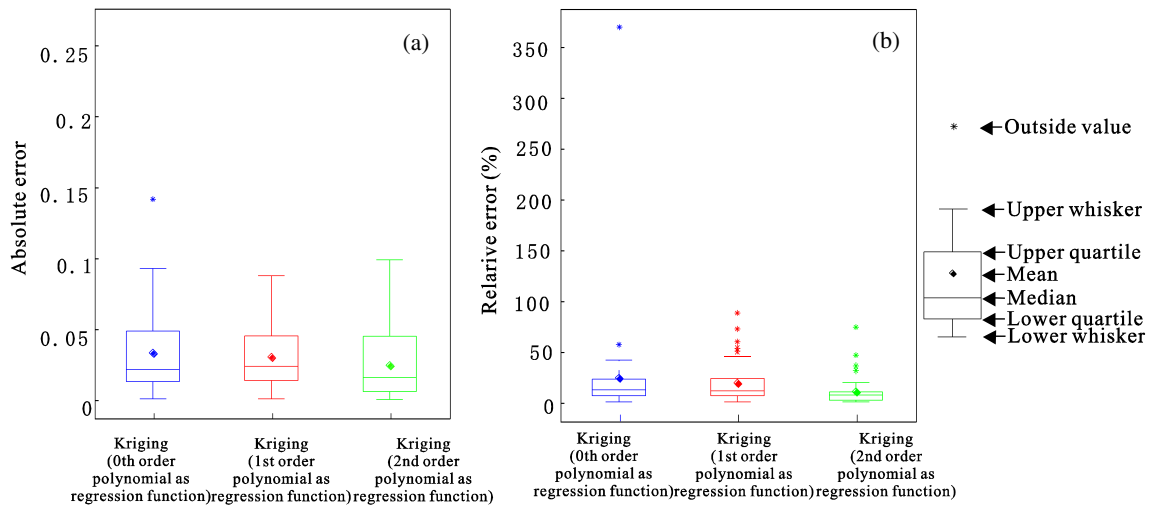 (a)
0.25
0.2
0.15
0.1
0.05
0
Absolute error
Kriging
(0th order
polynomial as
regression function)
Kriging
(1st order
polynomial as
regression function)
Kriging
(2nd order
polynomial as
regression function)
(b)
350
300
250
200
150
100
50
0
Relarive error (%)
Kriging
(0th order
polynomial as
regression function)
Kriging
(1st order
polynomial as
regression function)
Kriging
(2nd order
polynomial as
regression function)
Outside value
Upper whisker
Upper quartile
Mean
Median
Lower quartile
Lower whisker